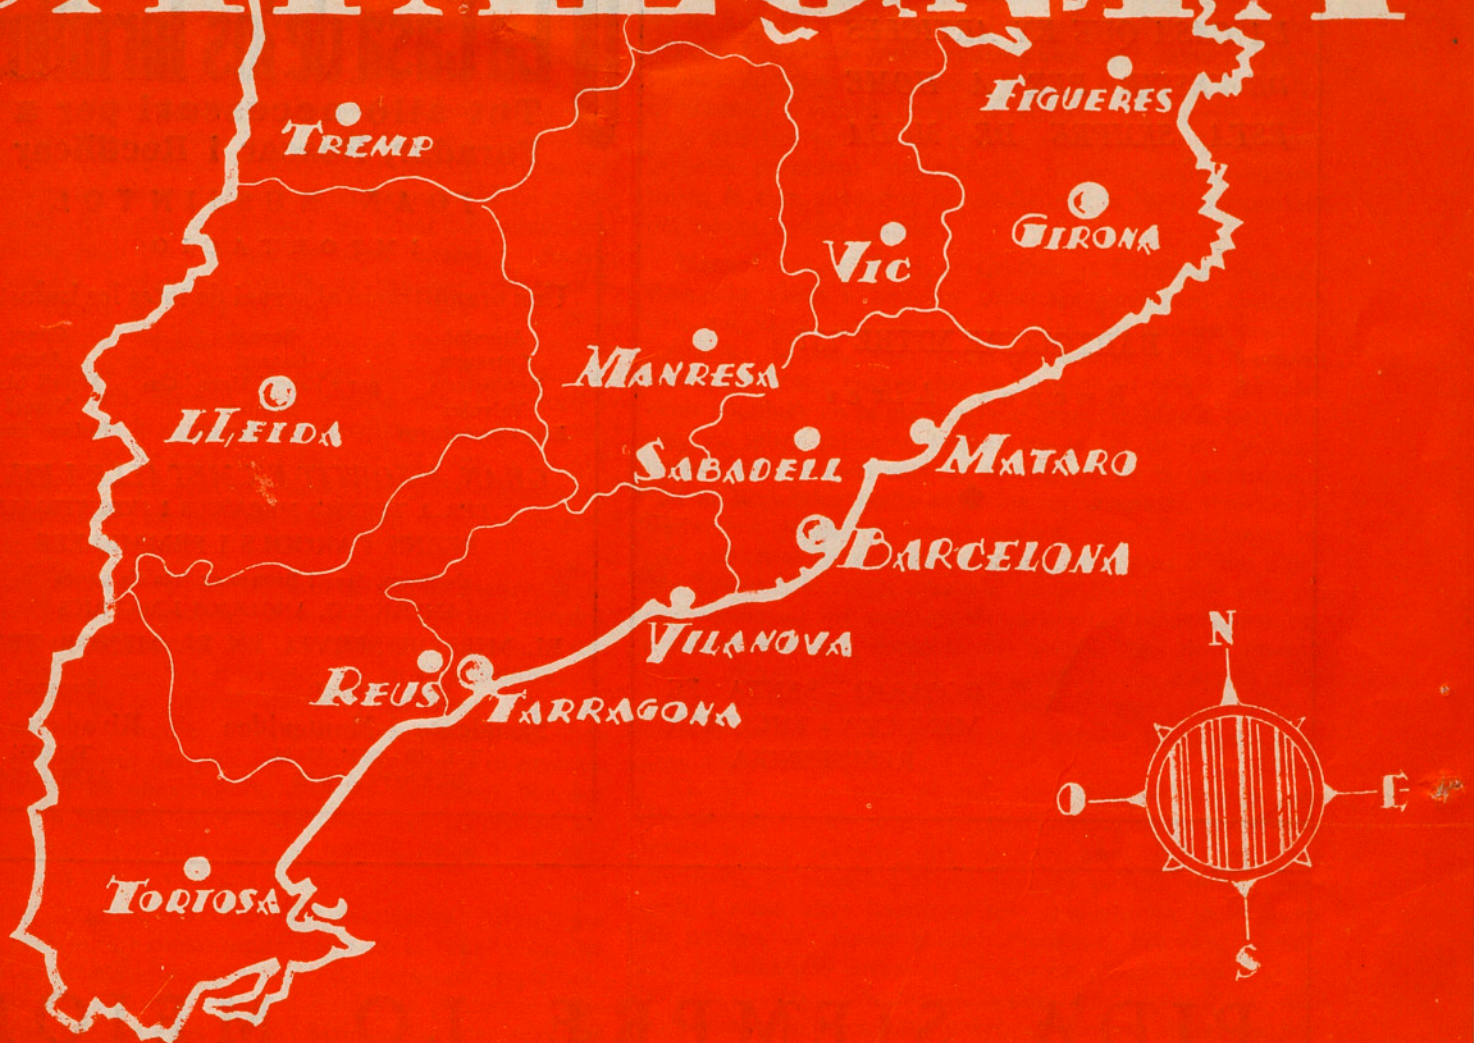 FIGUERES
TREMP
GIRONA
VIC
MANRESA
LLEIDA
SABADELL
MATARO
BARCELONA
VILANOVA
REUS
TARRAGONA
TORTOSA
N
O
E
S